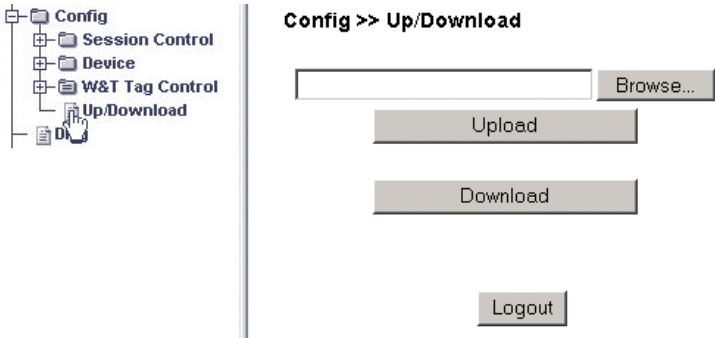 Config
Session Control
Device
W&T Tag Control
Up/Download
Config >> Up/Download
Browse...
Upload
Download
Logout